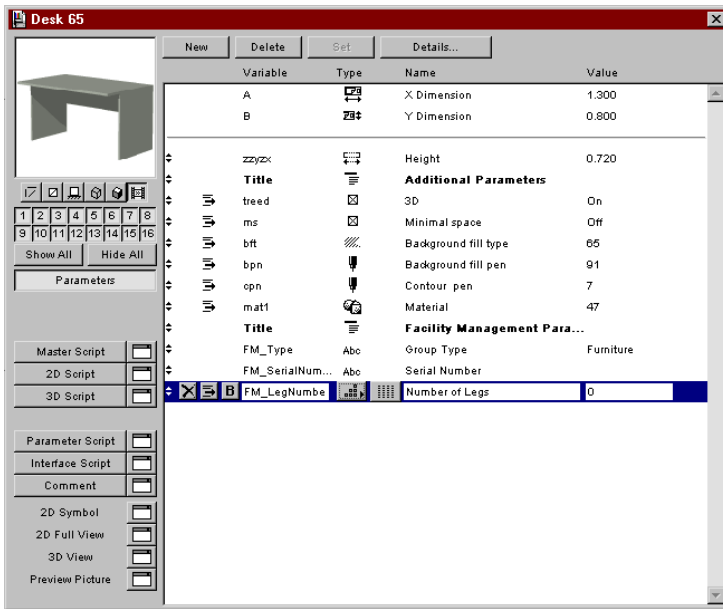 Desk 65
New Delete Set Details...
Variable Type Name Value
A X Dimension 1.300
B Y Dimension 0.800
zzyzx Height 0.720
Title Additional Parameters
treed 3D On
ms Minimal space Off
bft Background fill type 65
bpn Background fill pen 91
cpn Contour pen 7
mat1 Material 47
Title Facility Management Para...
FM_Type Abc Group Type Furniture
FM_SerialNum... Abc Serial Number
B FM_LegNumbe Number of Legs 0
1 2 3 4 5 6 7 8
9 10 11 12 13 14 15 16
Show All Hide All
Parameters
Master Script
2D Script
3D Script
Parameter Script
Interface Script
Comment
2D Symbol
2D Full View
3D View
Preview Picture